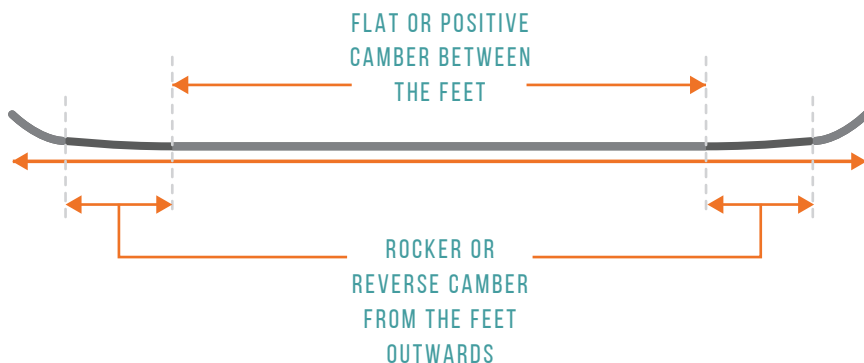 FLAT OR POSITIVE
CAMBER BETWEEN
THE FEET
ROCKER OR
REVERSE CAMBER
FROM THE FEET
OUTWARDS